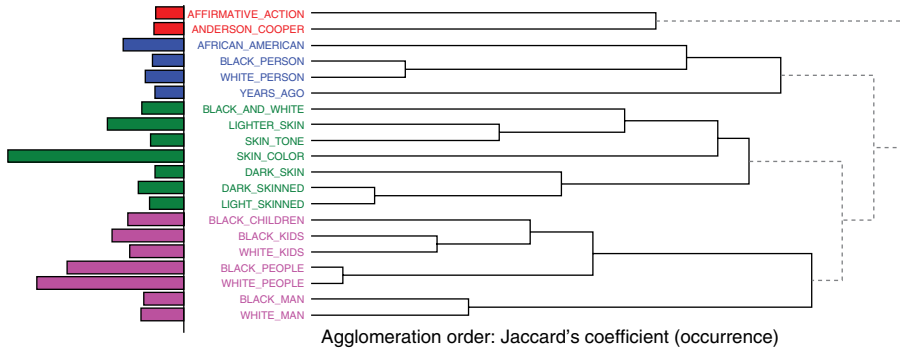 AFFIRMATIVE_ACTION
ANDERSON_COOPER
AFRICAN_AMERICAN
BLACK_PERSON
WHITE_PERSON
YEARS_AGO
BLACK_AND_WHITE
LIGHTER_SKIN
SKIN_TONE
SKIN_COLOR
DARK_SKIN
DARK_SKINNED
LIGHT_SKINNED
BLACK_CHILDREN
BLACK_KIDS
WHITE_KIDS
BLACK_PEOPLE
WHITE_PEOPLE
BLACK_MAN
WHITE_MAN
Agglomeration order: Jaccard's coefficient (occurrence)